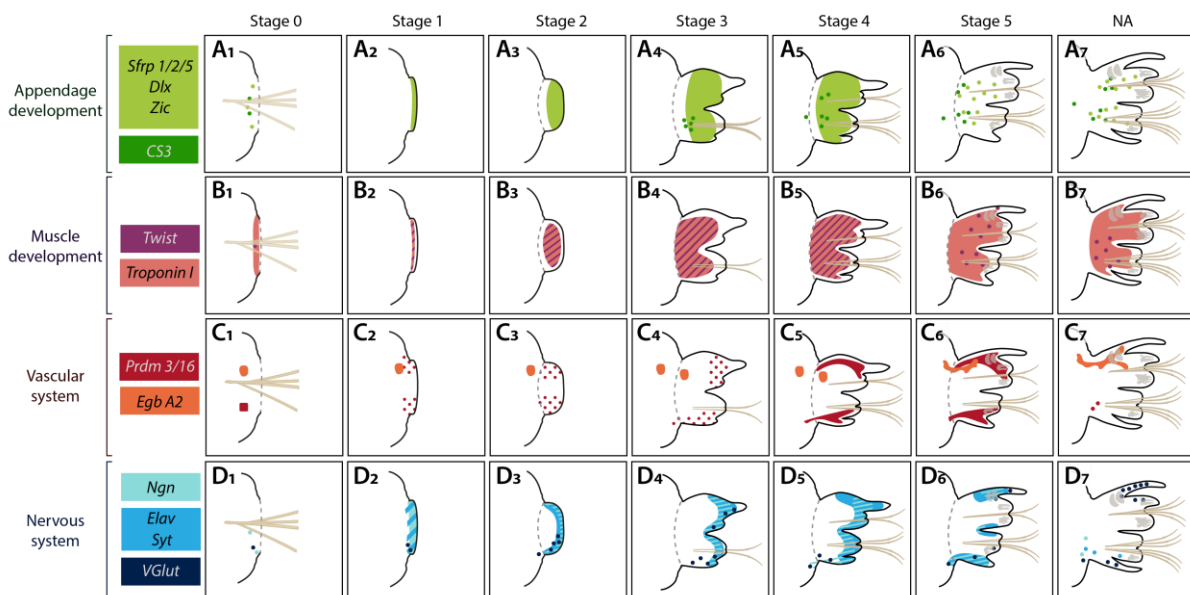 Stage 0 Stage 1 Stage 2 Stage 3 Stage 4 Stage 5 NA
A1 A2 A3 A4 A5 A6 A7
Appendage
development
Sfrp 1/2/5
Dlx
Zic
CS3
B1 B2 B3 B4 B5 B6 B7
Muscle
development
Twist
Troponin I
C1 C2 C3 C4 C5 C6 C7
Vascular
system
Prdm 3/16
Egb A2
D1 D2 D3 D4 D5 D6 D7
Nervous
system
Ngn
Elav
Syt
VGlut